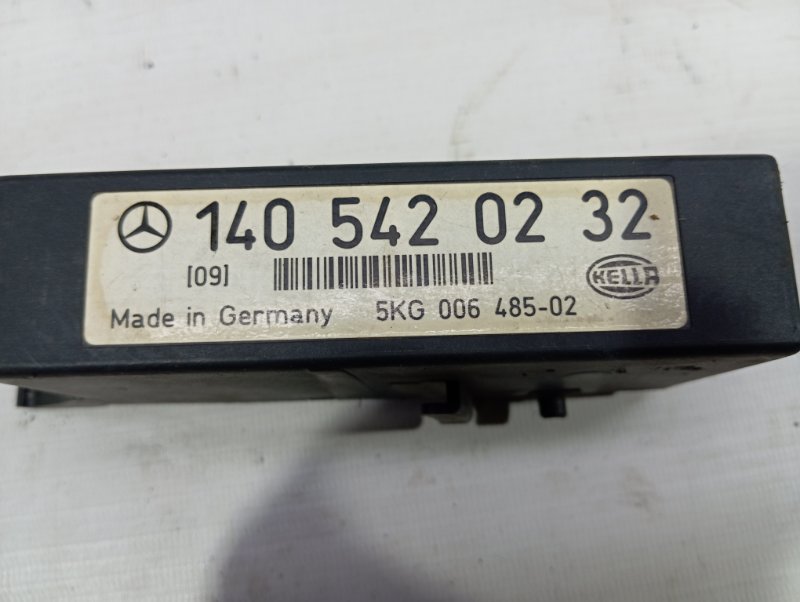 140 542 02 32
[09]
HELLA
Made in Germany 5KG 006 485-02